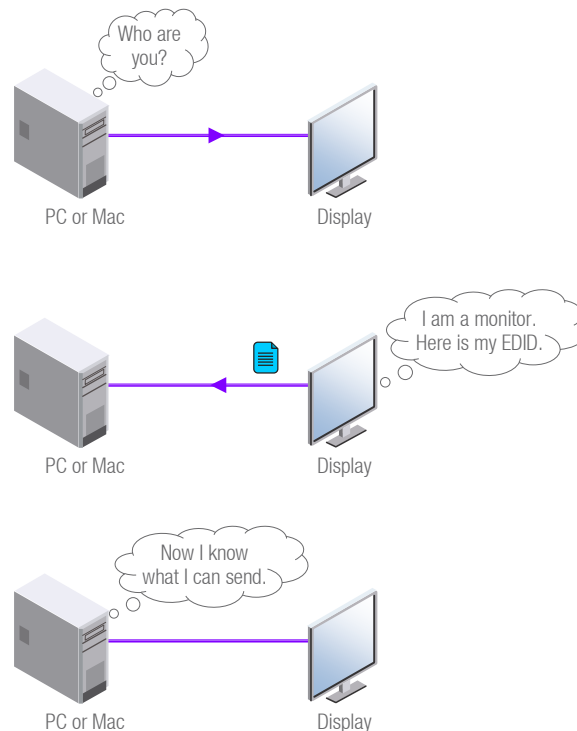 Who are
you?
PC or Mac
Display
I am a monitor.
Here is my EDID.
PC or Mac
Display
Now I know
what I can send.
PC or Mac
Display